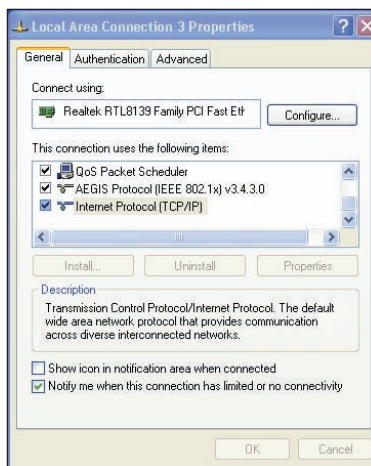 Local Area Connection 3 Properties
General Authentication Advanced
Connect using:
Realtek RTL8139 Family PCI Fast Eth
Configure...
This connection uses the following items:
QoS Packet Scheduler
AEGIS Protocol (IEEE 802.1x) v3.4.3.0
Internet Protocol (TCP/IP)
Install... Uninstall Properties
Description
Transmission Control Protocol/Internet Protocol. The default
wide area network protocol that provides communication
across diverse interconnected networks.
Show icon in notification area when connected
Notify me when this connection has limited or no connectivity
OK Cancel